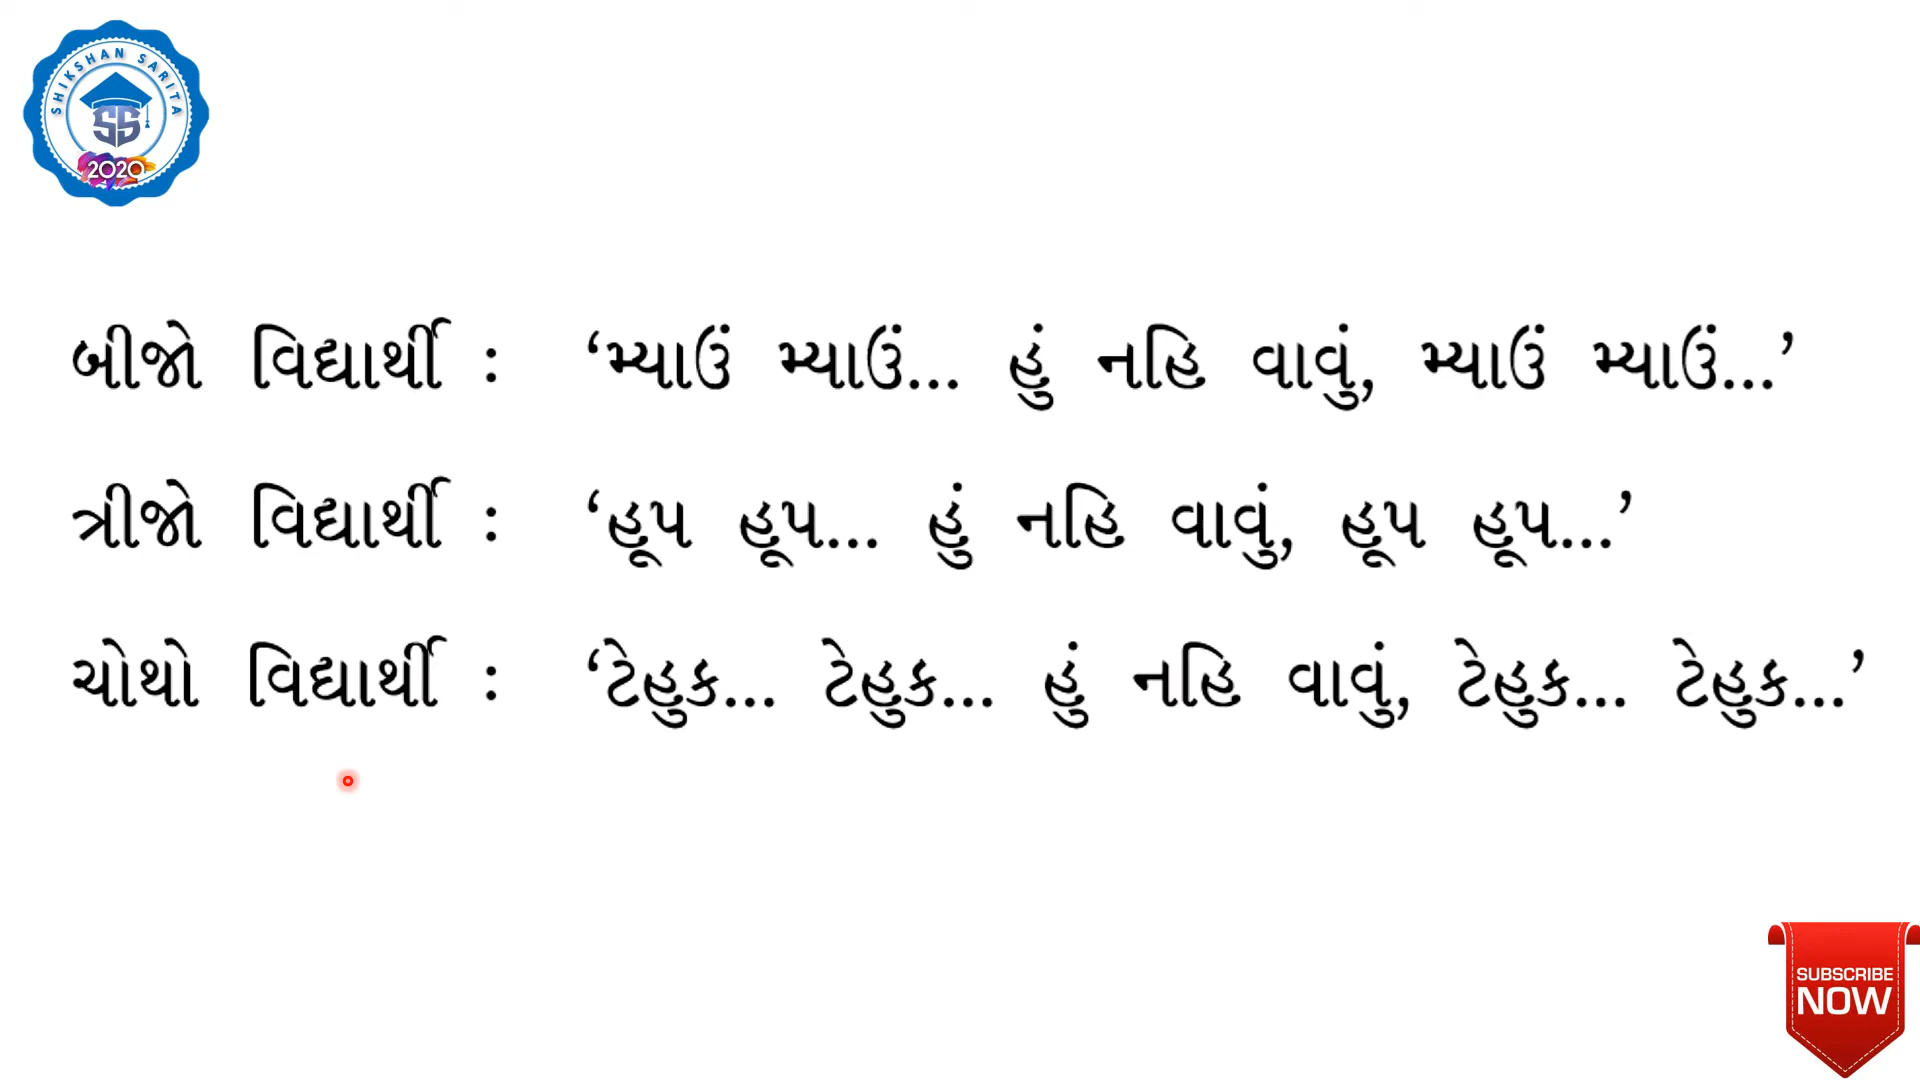 SHIKSHAN SARITA
SS
2020
બીજો વિદ્યાર્થી : ‘મ્યાઉં મ્યાઉં... હું નહિ વાવું, મ્યાઉં મ્યાઉં...’
ત્રીજો વિદ્યાર્થી : ‘હૂપ હૂપ... હું નહિ વાવું, હૂપ હૂપ...’
ચોથો વિદ્યાર્થી : ‘ટેહુક... ટેહુક... હું નહિ વાવું, ટેહુક... ટેહુક...’
SUBSCRIBE
NOW